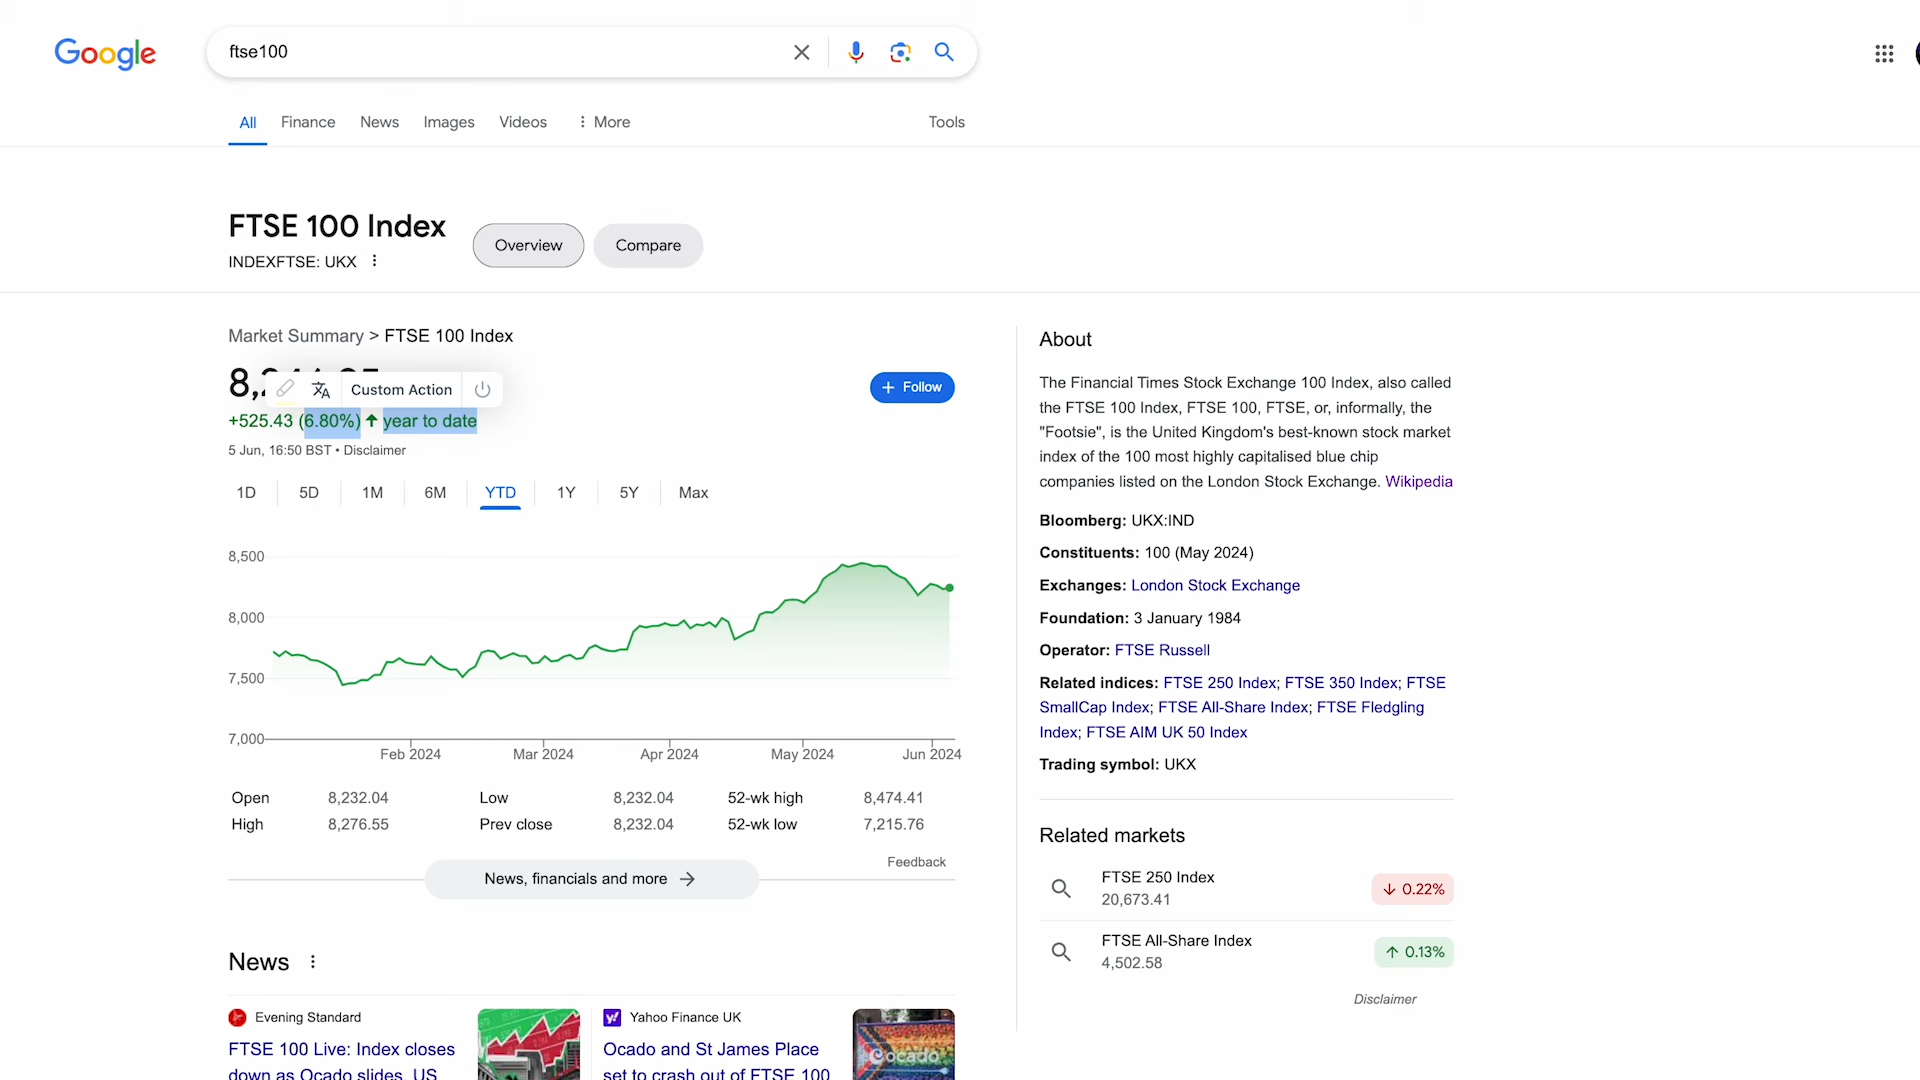 Google
ftse100
All
Finance
News
Images
Videos
More
Tools
FTSE 100 Index
INDEXFTSE: UKX
Overview
Compare
Market Summary > FTSE 100 Index
Custom Action
Follow
+525.43 (6.80%) year to date
5 Jun, 16:50 BST • Disclaimer
1D
5D
1M
6M
YTD
1Y
5Y
Max
8,500
8,000
7,500
7,000
Feb 2024
Mar 2024
Apr 2024
May 2024
Jun 2024
Open 8,232.04 Low 8,232.04 52-wk high 8,474.41
High 8,276.55 Prev close 8,232.04 52-wk low 7,215.76
Feedback
News, financials and more
News
Evening Standard
FTSE 100 Live: Index closes
down as Ocado slides, US
Yahoo Finance UK
Ocado and St James Place
set to crash out of FTSE 100
ocado
About
The Financial Times Stock Exchange 100 Index, also called
the FTSE 100 Index, FTSE 100, FTSE, or, informally, the
"Footsie", is the United Kingdom's best-known stock market
index of the 100 most highly capitalised blue chip
companies listed on the London Stock Exchange. Wikipedia
Bloomberg: UKX:IND
Constituents: 100 (May 2024)
Exchanges: London Stock Exchange
Foundation: 3 January 1984
Operator: FTSE Russell
Related indices: FTSE 250 Index; FTSE 350 Index; FTSE
SmallCap Index; FTSE All-Share Index; FTSE Fledgling
Index; FTSE AIM UK 50 Index
Trading symbol: UKX
Related markets
FTSE 250 Index
20,673.41
0.22%
FTSE All-Share Index
4,502.58
0.13%
Disclaimer